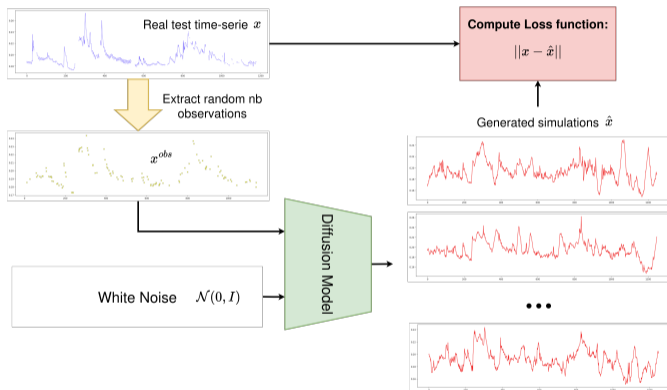 Real test time-serie x
Compute Loss function:
||x − x̂||
Extract random nb
observations
Generated simulations x̂
x^{obs}
Diffusion Model
White Noise 𝒩(0, I)